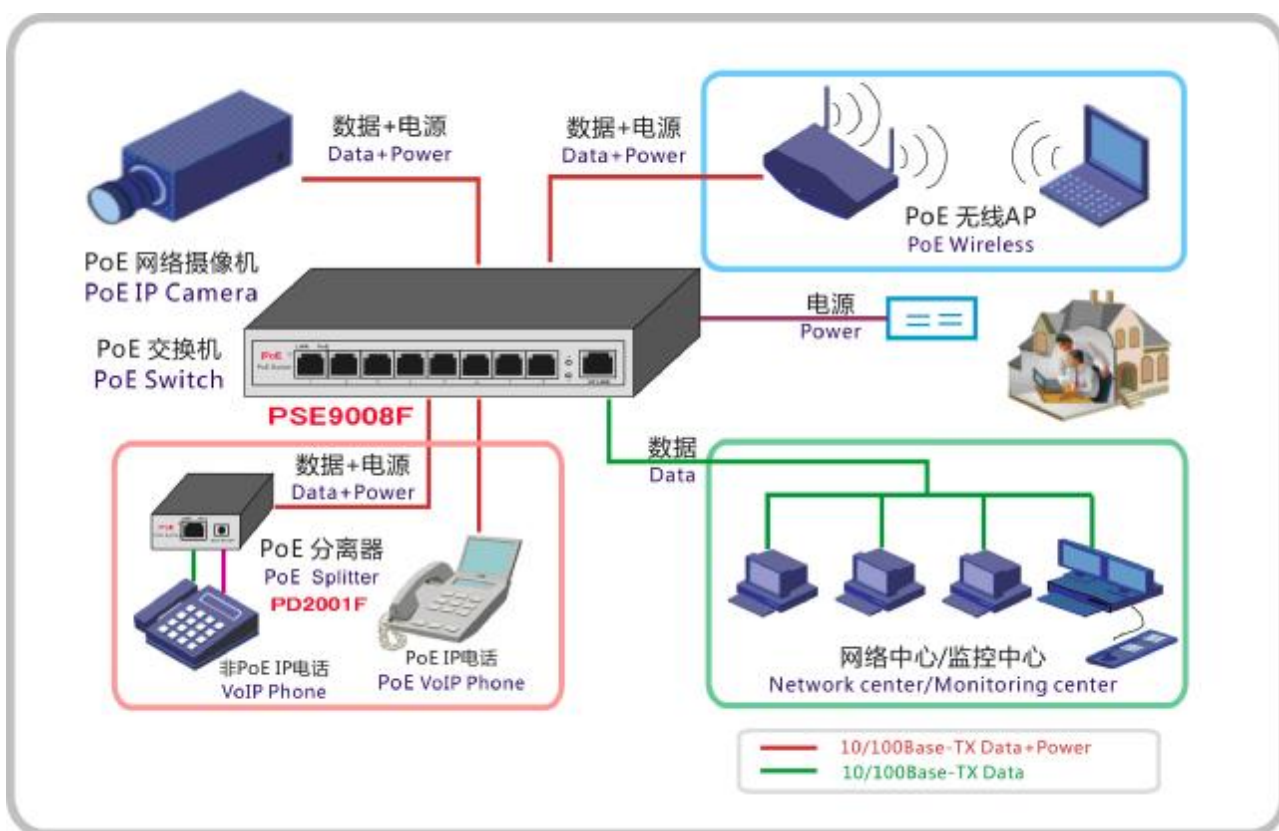 数据+电源
Data+Power
数据+电源
Data+Power
PoE 无线AP
PoE Wireless
PoE 网络摄像机
PoE IP Camera
电源
Power
PoE 交换机
PoE Switch
PoE
PSE9008F
数据+电源
Data+Power
数据
Data
PoE 分离器
PoE Splitter
PD2001F
非PoE IP电话
VoIP Phone
PoE IP电话
PoE VoIP Phone
网络中心/监控中心
Network center/Monitoring center
10/100Base-TX Data+Power
10/100Base-TX Data